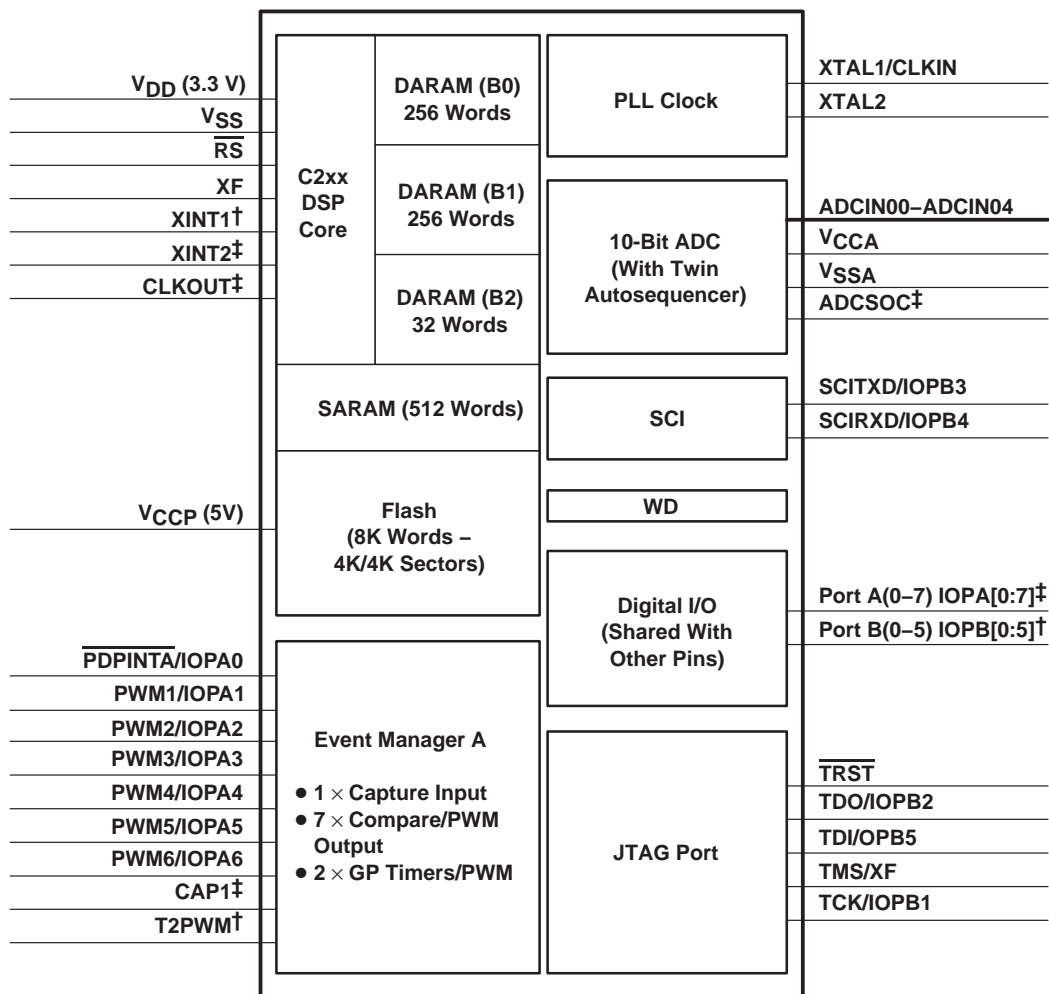 VDD (3.3 V)
VSS
RS
XF
XINT1†
XINT2‡
CLKOUT‡
VCCP (5V)
PDPINTA/IOPA0
PWM1/IOPA1
PWM2/IOPA2
PWM3/IOPA3
PWM4/IOPA4
PWM5/IOPA5
PWM6/IOPA6
CAP1‡
T2PWM†
C2xx
DSP
Core
DARAM (B0)
256 Words
DARAM (B1)
256 Words
DARAM (B2)
32 Words
SARAM (512 Words)
Flash
(8K Words –
4K/4K Sectors)
Event Manager A
● 1 × Capture Input
● 7 × Compare/PWM
Output
● 2 × GP Timers/PWM
PLL Clock
10-Bit ADC
(With Twin
Autosequencer)
SCI
WD
Digital I/O
(Shared With
Other Pins)
JTAG Port
XTAL1/CLKIN
XTAL2
ADCIN00–ADCIN04
VCCA
VSSA
ADCSOC‡
SCITXD/IOPB3
SCIRXD/IOPB4
Port A(0–7) IOPA[0:7]‡
Port B(0–5) IOPB[0:5]†
TRST
TDO/IOPB2
TDI/OPB5
TMS/XF
TCK/IOPB1